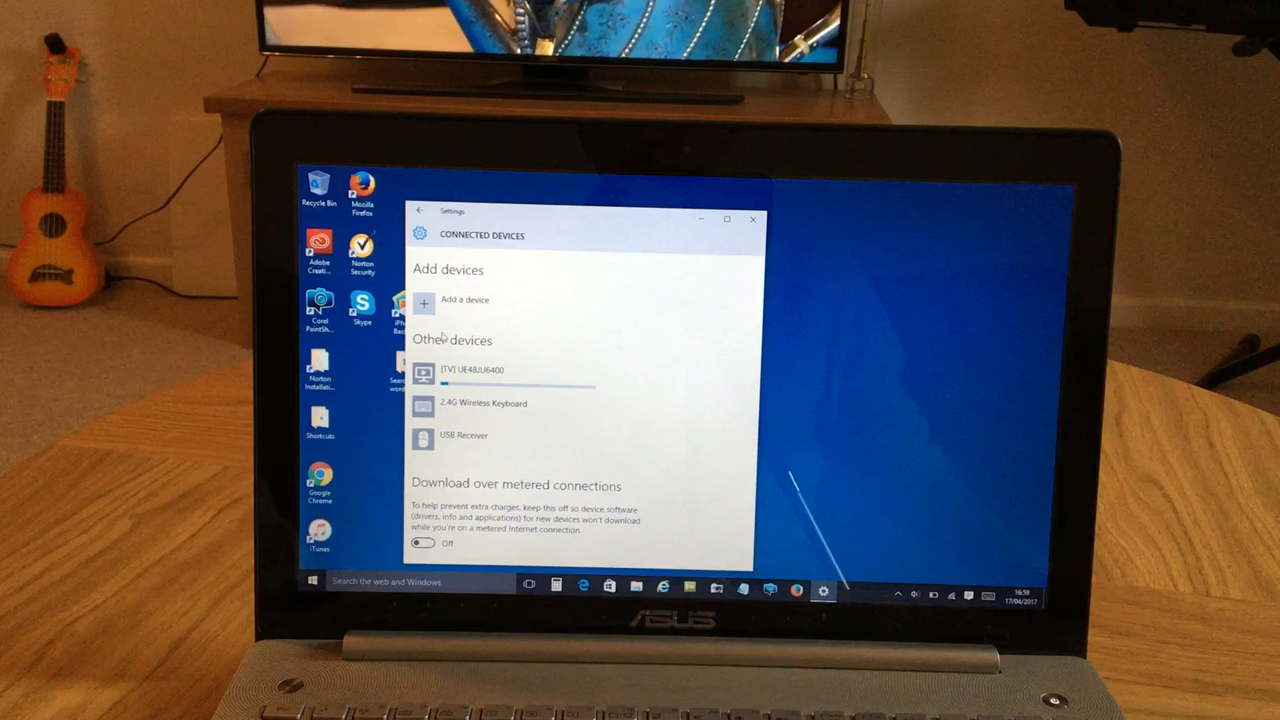 Recycle Bin
Mozilla
Firefox
Adobe
Creati...
Norton
Security
Corel
PaintSh...
Skype
iPh
Bac
Norton
Installati...
Sear
word
Shortcuts
Google
Chrome
iTunes
Settings
CONNECTED DEVICES
Add devices
Add a device
Other devices
[TV] UE48JU6400
2.4G Wireless Keyboard
USB Receiver
Download over metered connections
To help prevent extra charges, keep this off so device software
(drivers, info and applications) for new devices won't download
while you're on a metered Internet connection.
Off
Search the web and Windows
16:59
17/04/2017
ASUS